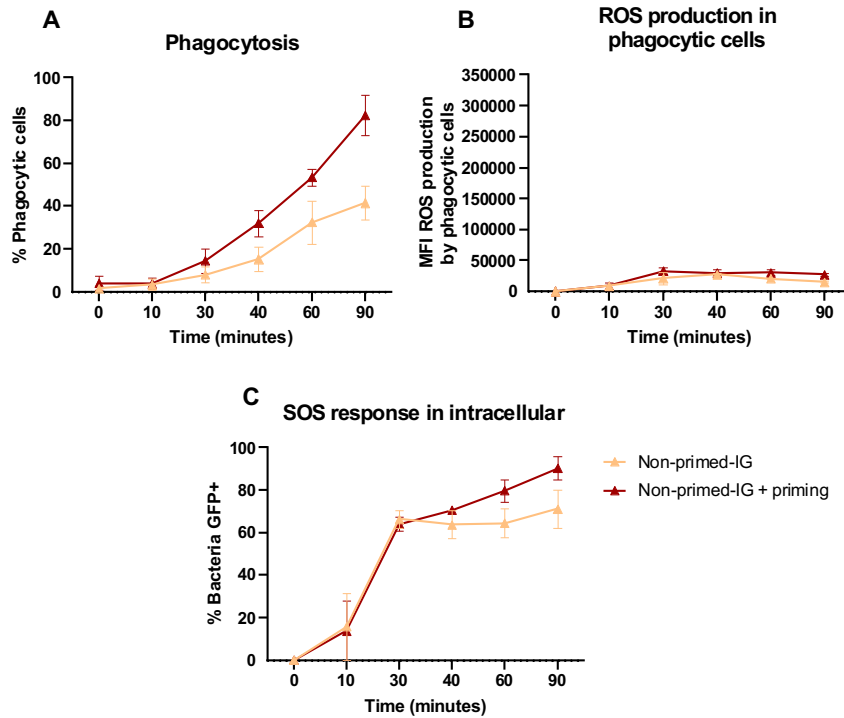 A
Phagocytosis
% Phagocytic cells
100
80
60
40
20
0
0 10 30 40 60 90
Time (minutes)
B
ROS production in
phagocytic cells
MFI ROS production
by phagocytic cells
350000
300000
250000
200000
150000
100000
50000
0
0 10 30 40 60 90
Time (minutes)
C
SOS response in intracellular
% Bacteria GFP+
100
80
60
40
20
0
0 10 30 40 60 90
Time (minutes)
Non-primed-IG
Non-primed-IG + priming